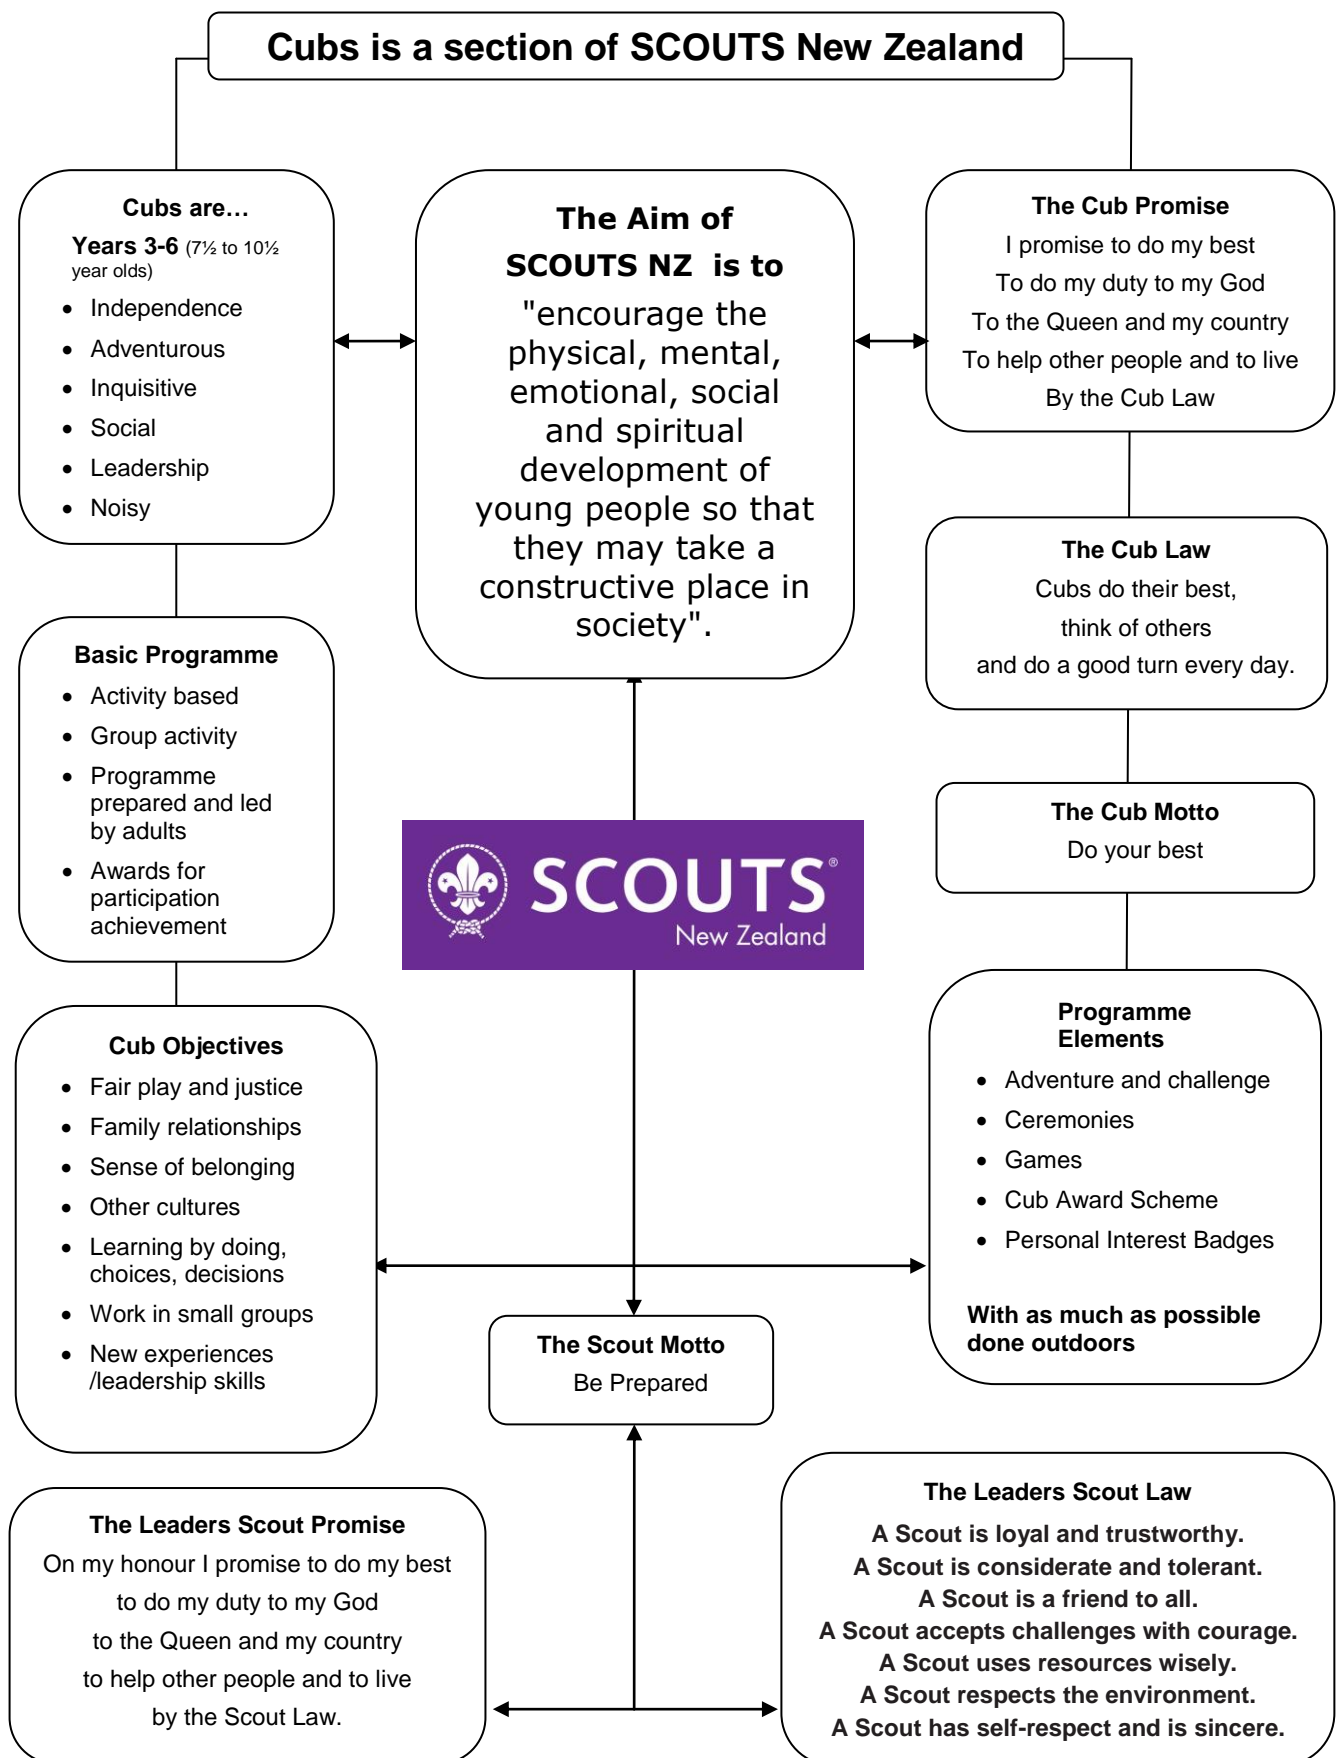 Cubs is a section of SCOUTS New Zealand
Cubs are…
Years 3-6 (7½ to 10½
year olds)
• Independence
• Adventurous
• Inquisitive
• Social
• Leadership
• Noisy
The Aim of
SCOUTS NZ is to
"encourage the
physical, mental,
emotional, social
and spiritual
development of
young people so that
they may take a
constructive place in
society".
The Cub Promise
I promise to do my best
To do my duty to my God
To the Queen and my country
To help other people and to live
By the Cub Law
The Cub Law
Cubs do their best,
think of others
and do a good turn every day.
Basic Programme
• Activity based
• Group activity
• Programme
prepared and led
by adults
• Awards for
participation
achievement
The Cub Motto
Do your best
SCOUTS®
New Zealand
Cub Objectives
• Fair play and justice
• Family relationships
• Sense of belonging
• Other cultures
• Learning by doing,
choices, decisions
• Work in small groups
• New experiences
/leadership skills
Programme
Elements
• Adventure and challenge
• Ceremonies
• Games
• Cub Award Scheme
• Personal Interest Badges
With as much as possible
done outdoors
The Scout Motto
Be Prepared
The Leaders Scout Promise
On my honour I promise to do my best
to do my duty to my God
to the Queen and my country
to help other people and to live
by the Scout Law.
The Leaders Scout Law
A Scout is loyal and trustworthy.
A Scout is considerate and tolerant.
A Scout is a friend to all.
A Scout accepts challenges with courage.
A Scout uses resources wisely.
A Scout respects the environment.
A Scout has self-respect and is sincere.